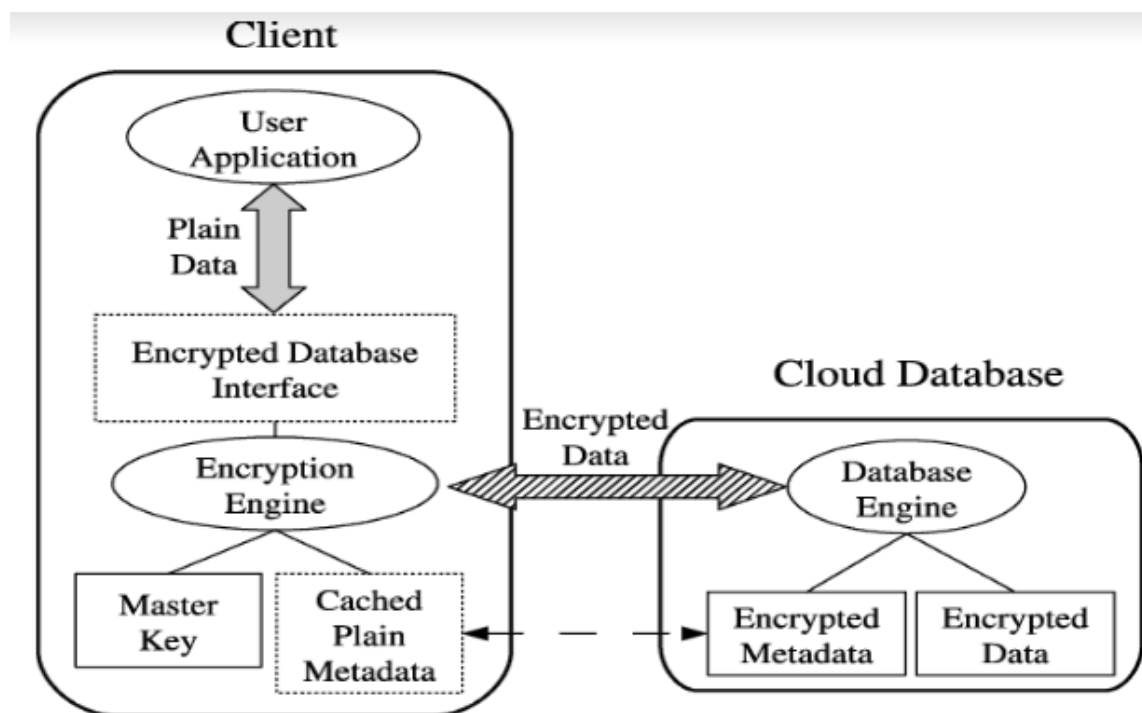 Client
User
Application
Plain
Data
Encrypted Database
Interface
Encryption
Engine
Master
Key
Cached
Plain
Metadata
Encrypted
Data
Cloud Database
Database
Engine
Encrypted
Metadata
Encrypted
Data